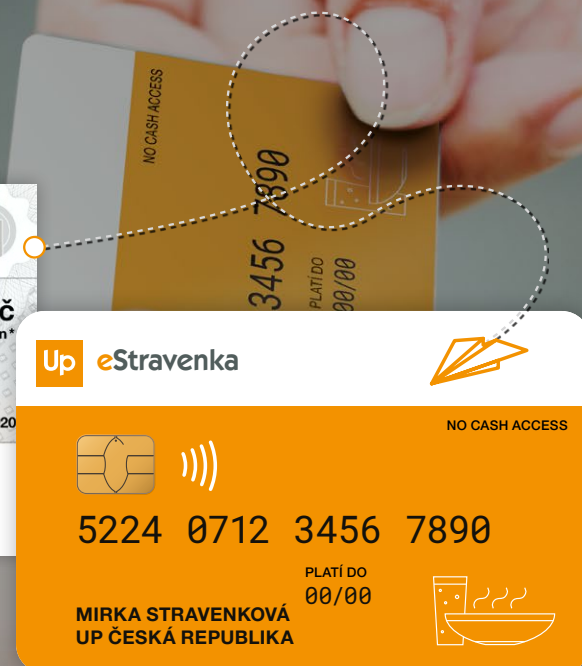 NO CASH ACCESS
3456 7890
PLATÍ DO
00/00
č
n*
20
Up eStravenka
NO CASH ACCESS
5224 0712 3456 7890
PLATÍ DO
00/00
MIRKA STRAVENKOVÁ
UP ČESKÁ REPUBLIKA